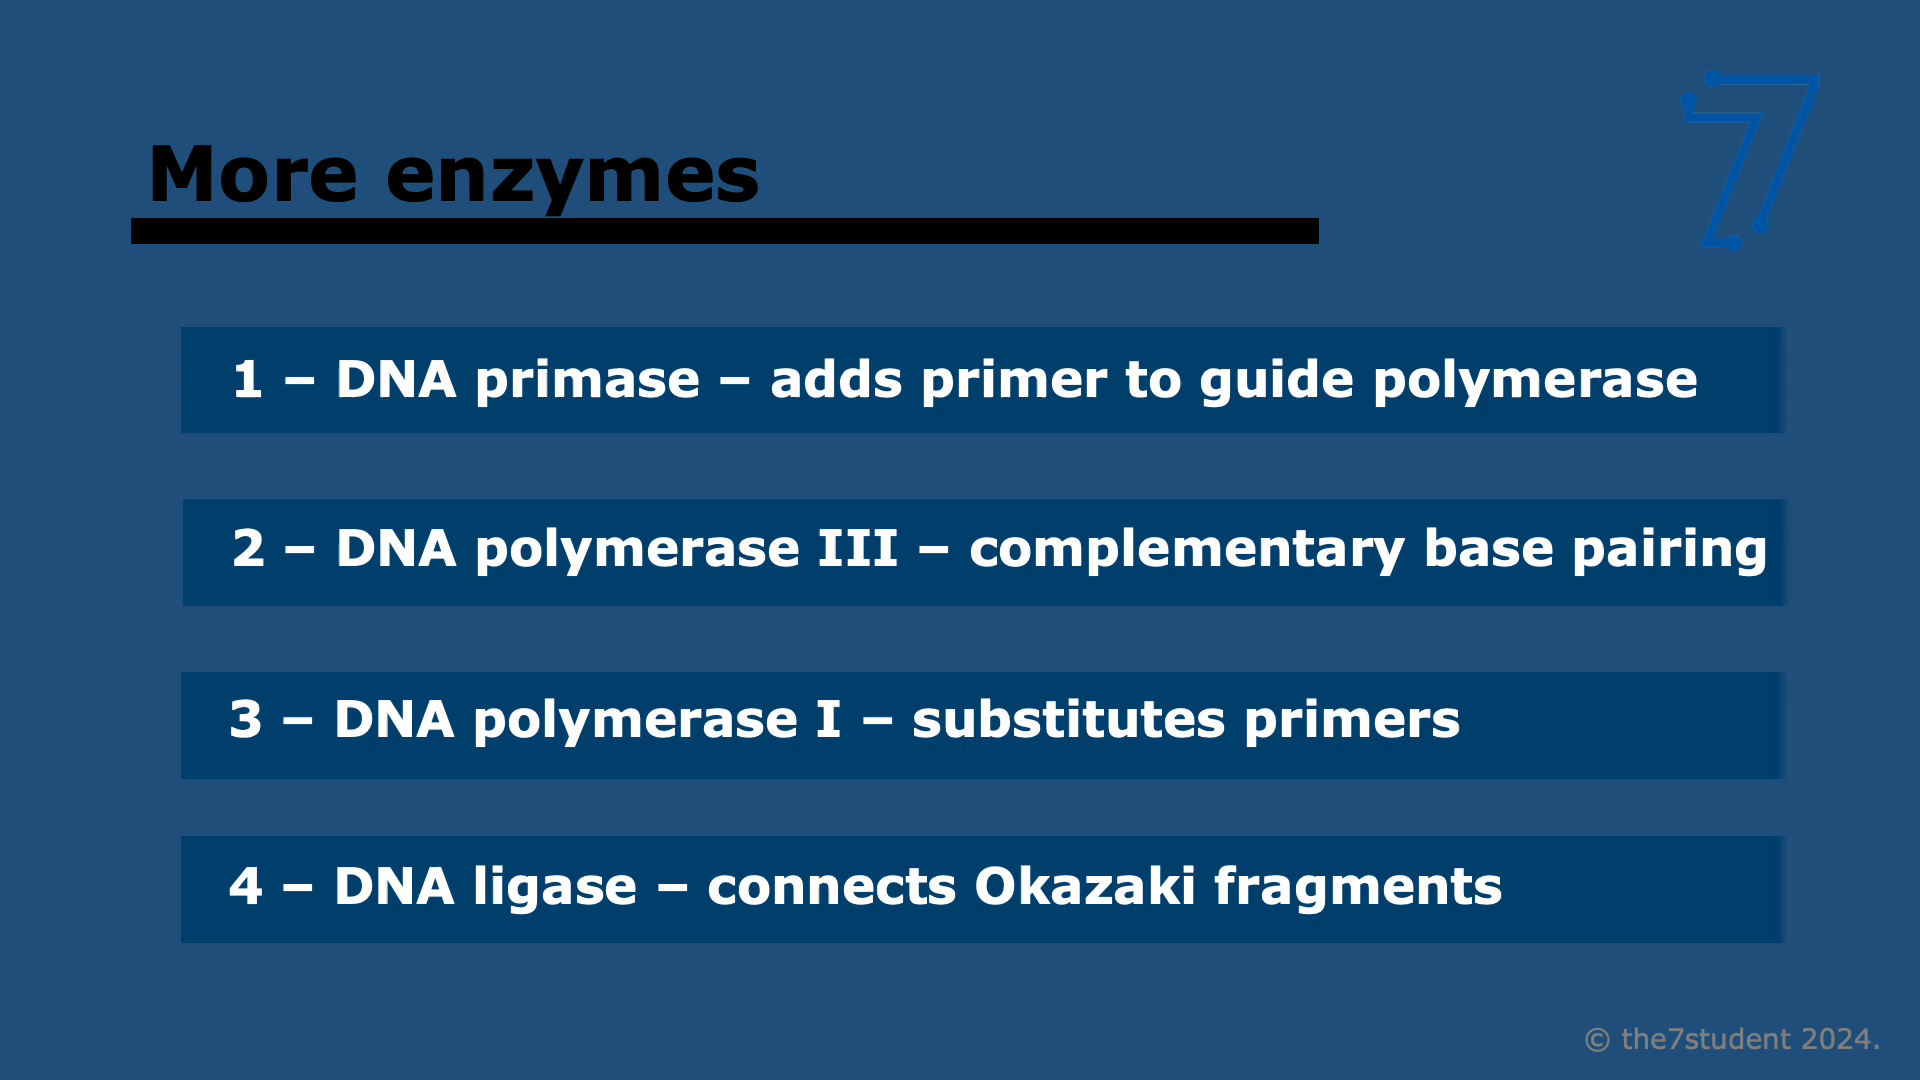 More enzymes
1 – DNA primase – adds primer to guide polymerase
2 – DNA polymerase III – complementary base pairing
3 – DNA polymerase I – substitutes primers
4 – DNA ligase – connects Okazaki fragments
© the7student 2024.